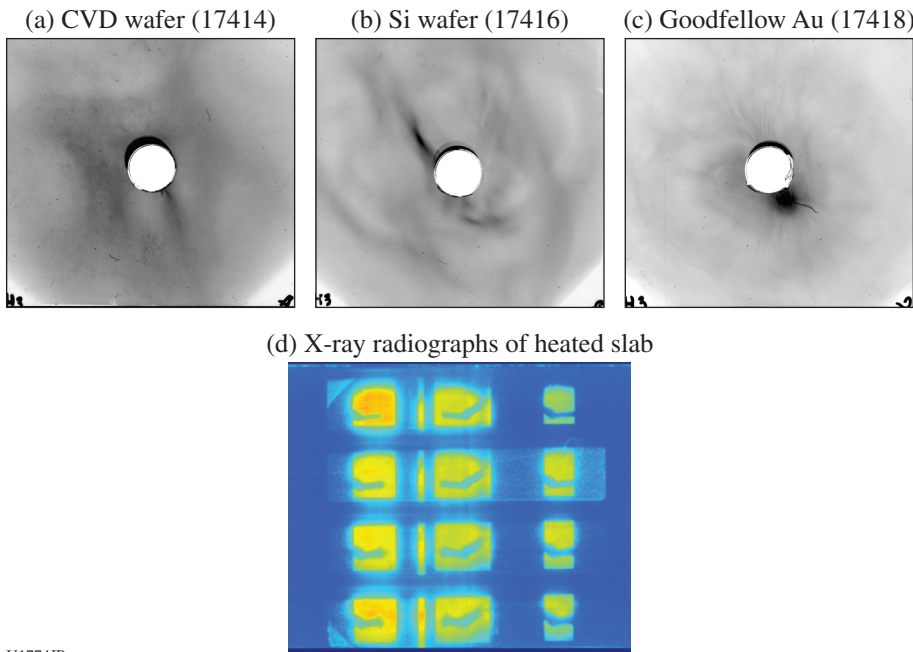 (a) CVD wafer (17414)
(b) Si wafer (17416)
(c) Goodfellow Au (17418)
(d) X-ray radiographs of heated slab